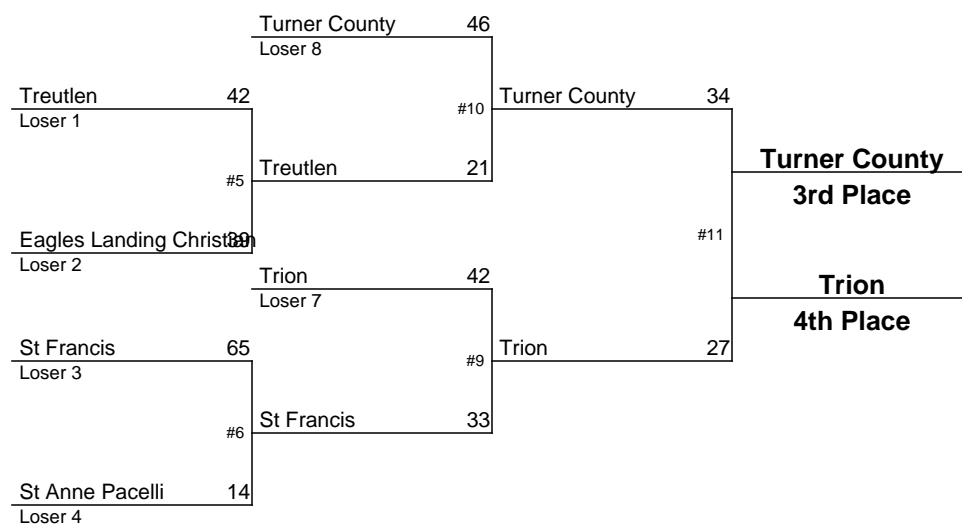 Turner County 46
Loser 8
Treutlen 42
Loser 1
#10
Turner County 34
Turner County
3rd Place
#5
Treutlen 21
Eagles Landing Christian 39
Loser 2
#11
Trion 42
Loser 7
Trion
4th Place
St Francis 65
Loser 3
#9
Trion 27
#6
St Francis 33
St Anne Pacelli 14
Loser 4